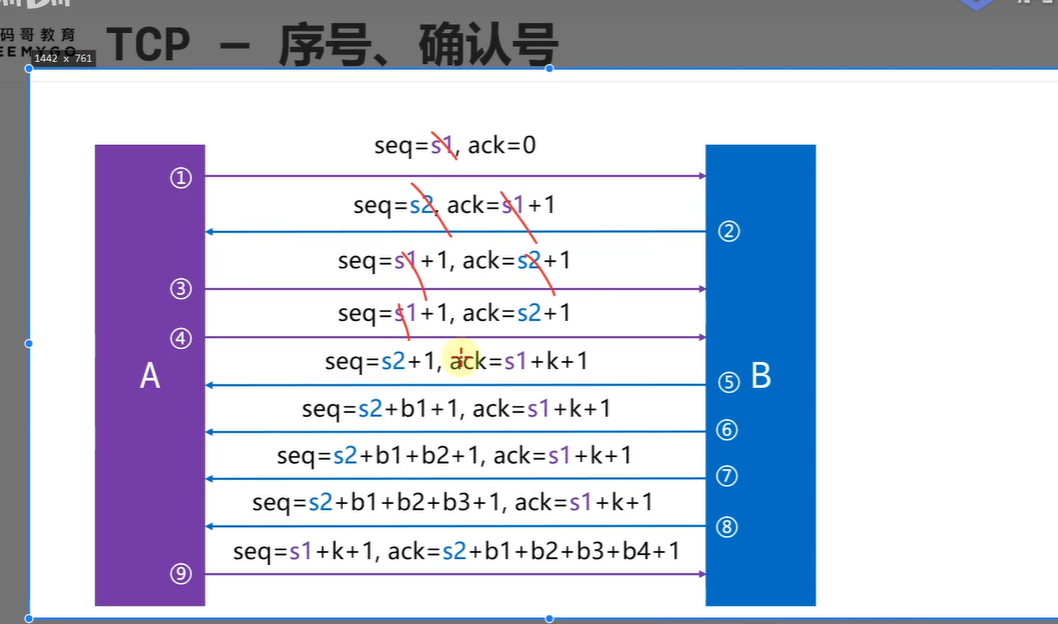 码哥教育
EEMYGO
TCP - 序号、确认号
1442 x 761
seq=s1, ack=0
①
seq=s2, ack=s1+1
②
seq=s1+1, ack=s2+1
③
seq=s1+1, ack=s2+1
④
seq=s2+1, ack=s1+k+1
A
⑤ B
seq=s2+b1+1, ack=s1+k+1
⑥
seq=s2+b1+b2+1, ack=s1+k+1
⑦
seq=s2+b1+b2+b3+1, ack=s1+k+1
⑧
seq=s1+k+1, ack=s2+b1+b2+b3+b4+1
⑨